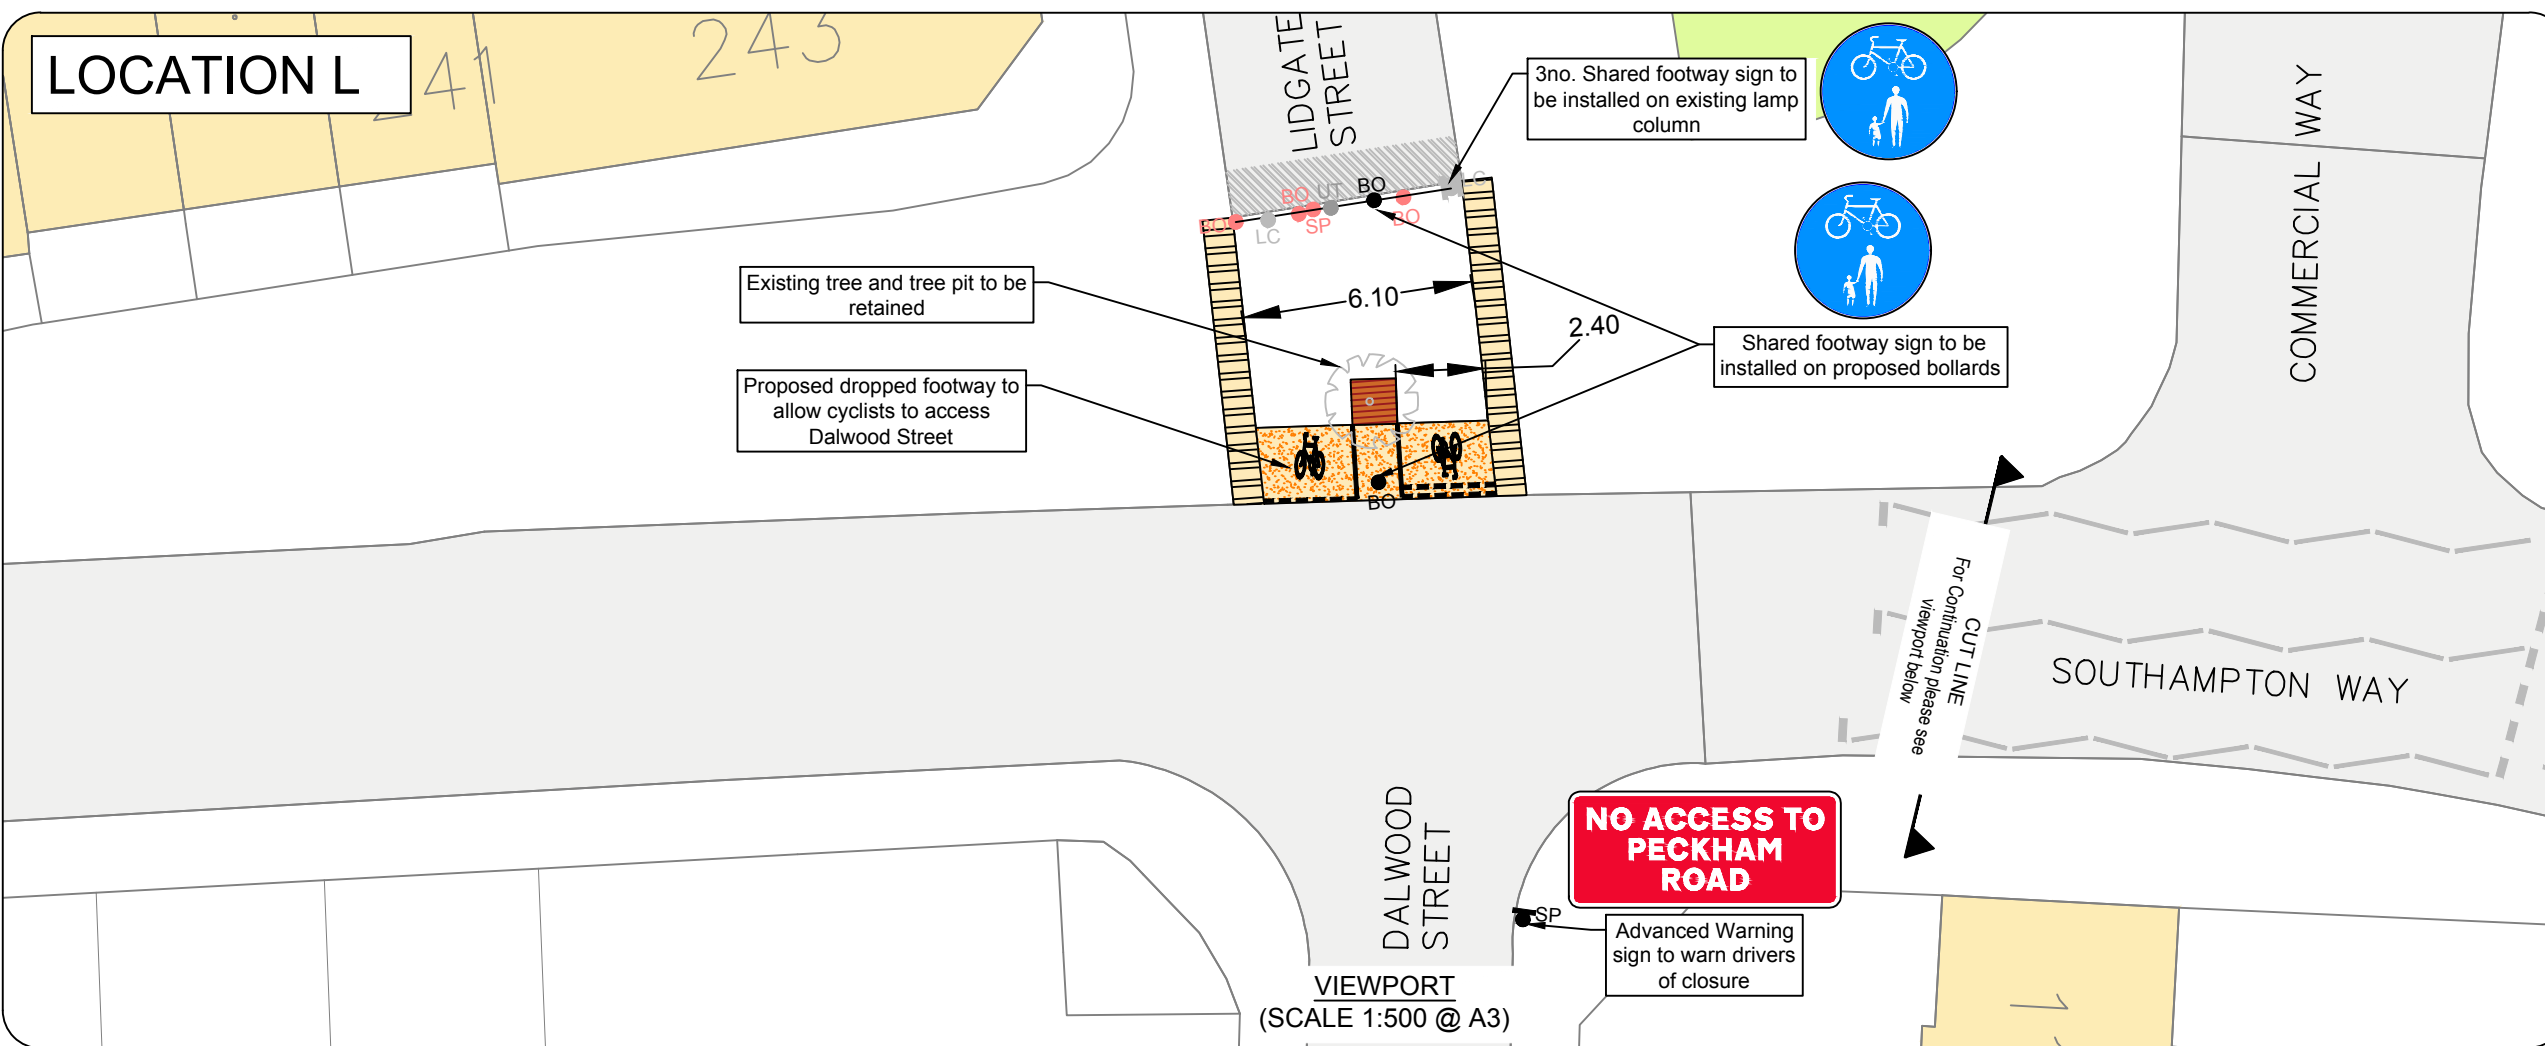 LOCATION L
41
243
LIDGATE
STREET
3no. Shared footway sign to
be installed on existing lamp
column
COMMERCIAL WAY
BO
BO
UT
BO
LC
LC
SP
BO
Existing tree and tree pit to be
retained
6.10
2.40
Shared footway sign to be
installed on proposed bollards
Proposed dropped footway to
allow cyclists to access
Dalwood Street
BO
CUT LINE
For Continuation please see
viewport below
SOUTHAMPTON WAY
DALWOOD
STREET
NO ACCESS TO
PECKHAM
ROAD
SP
Advanced Warning
sign to warn drivers
of closure
VIEWPORT
(SCALE 1:500 @ A3)